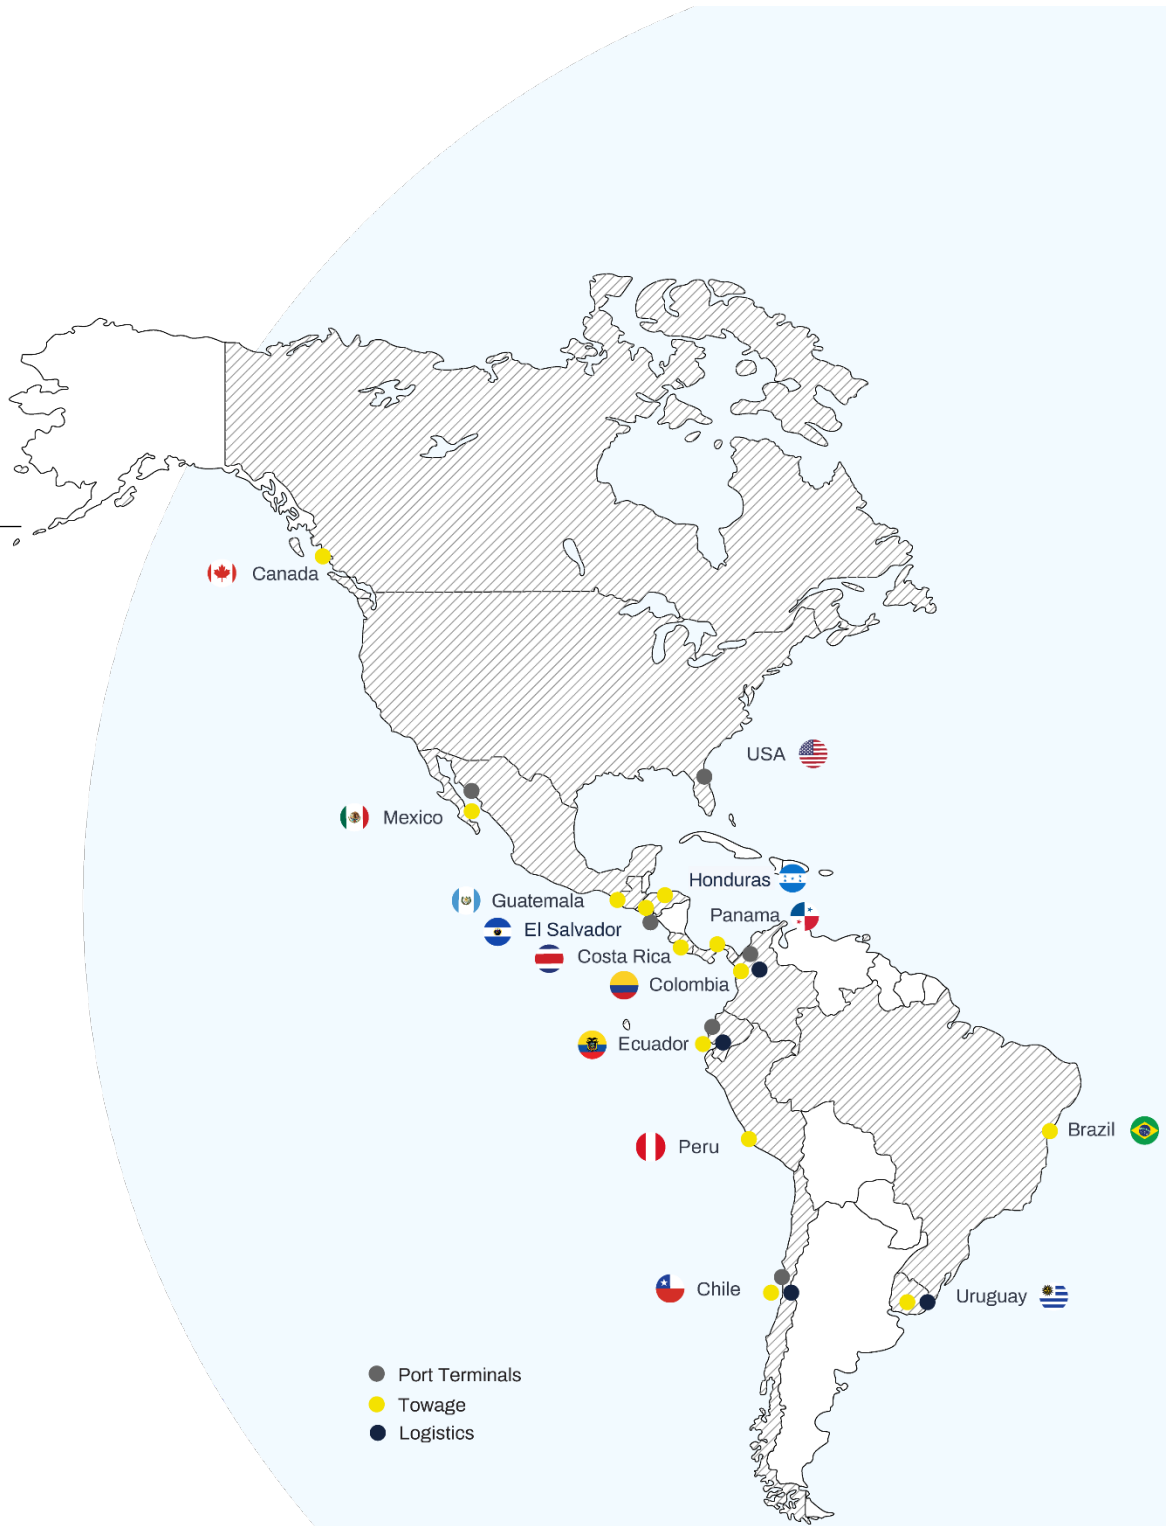 Canada
USA
Mexico
Honduras
Guatemala
Panama
El Salvador
Costa Rica
Colombia
Ecuador
Brazil
Peru
Chile
Uruguay
Port Terminals
Towage
Logistics